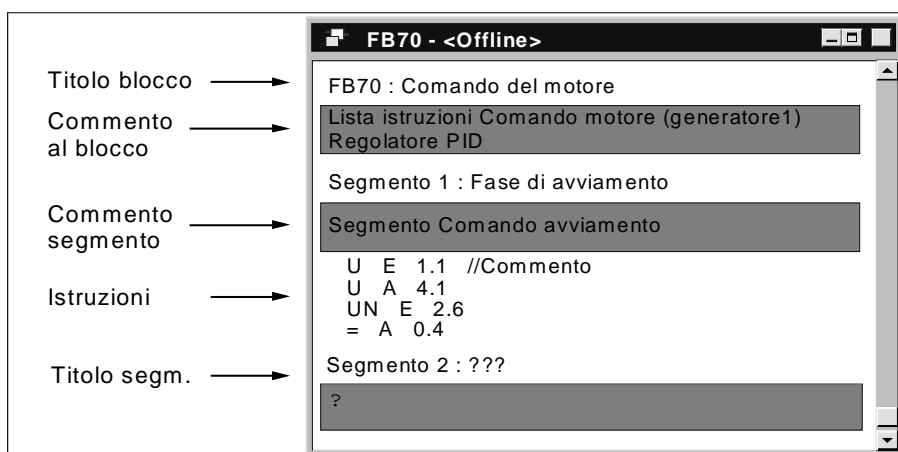 FB70 - <Offline>
Titolo blocco
FB70 : Comando del motore
Commento
al blocco
Lista istruzioni Comando motore (generatore1)
Regolatore PID
Segmento 1 : Fase di avviamento
Commento
segmento
Segmento Comando avviamento
Istruzioni
U E 1.1 //Commento
U A 4.1
UN E 2.6
= A 0.4
Titolo segm.
Segmento 2 : ???
?